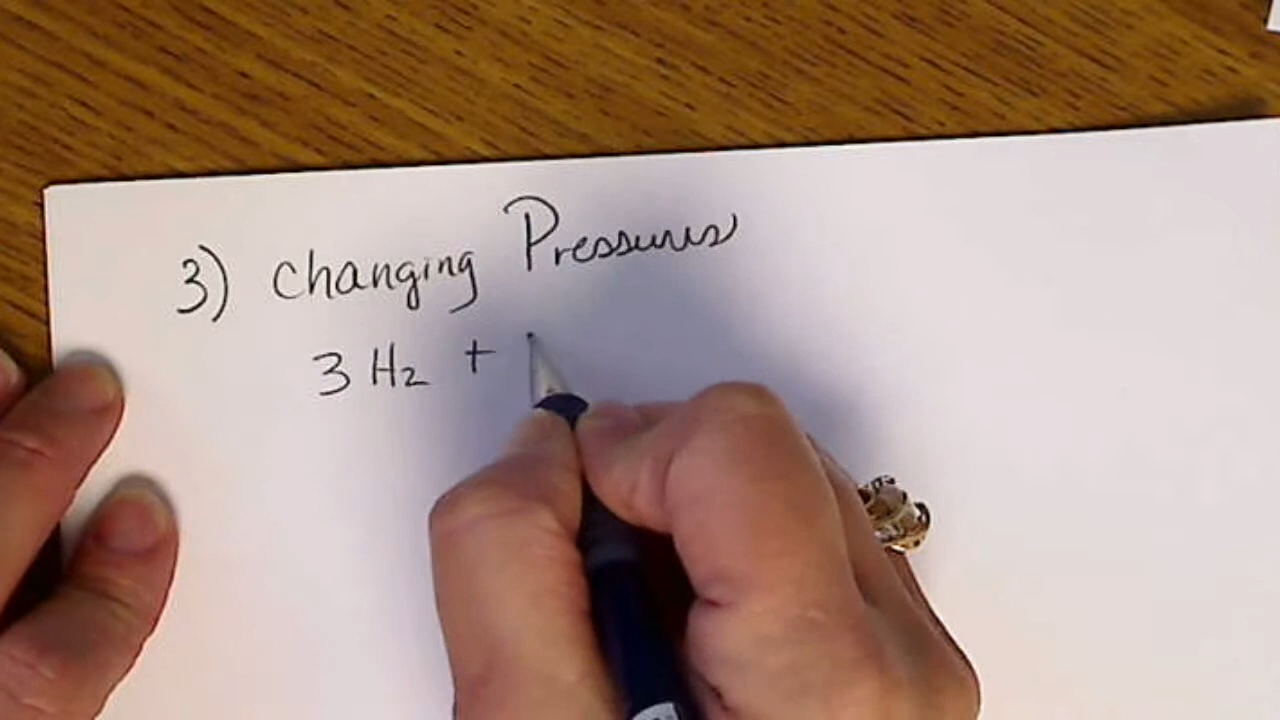 3) Changing Pressures
3 H₂ +